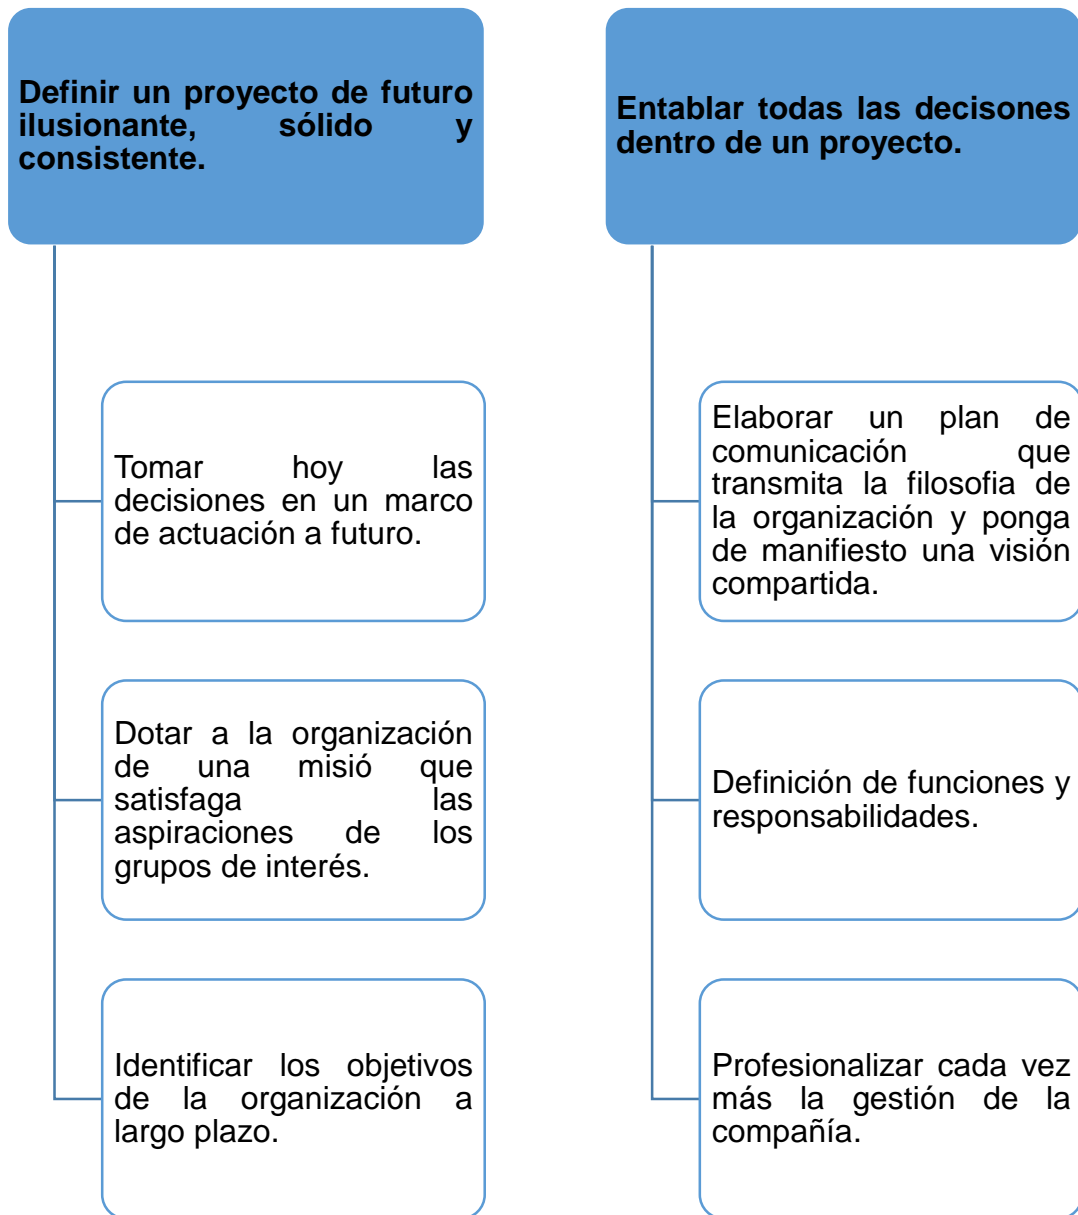 Definir un proyecto de futuro
ilusionante, sólido y
consistente.
Tomar hoy las
decisiones en un marco
de actuación a futuro.
Dotar a la organización
de una misió que
satisfaga las
aspiraciones de los
grupos de interés.
Identificar los objetivos
de la organización a
largo plazo.
Entablar todas las decisones
dentro de un proyecto.
Elaborar un plan de
comunicación que
transmita la filosofia de
la organización y ponga
de manifiesto una visión
compartida.
Definición de funciones y
responsabilidades.
Profesionalizar cada vez
más la gestión de la
compañía.